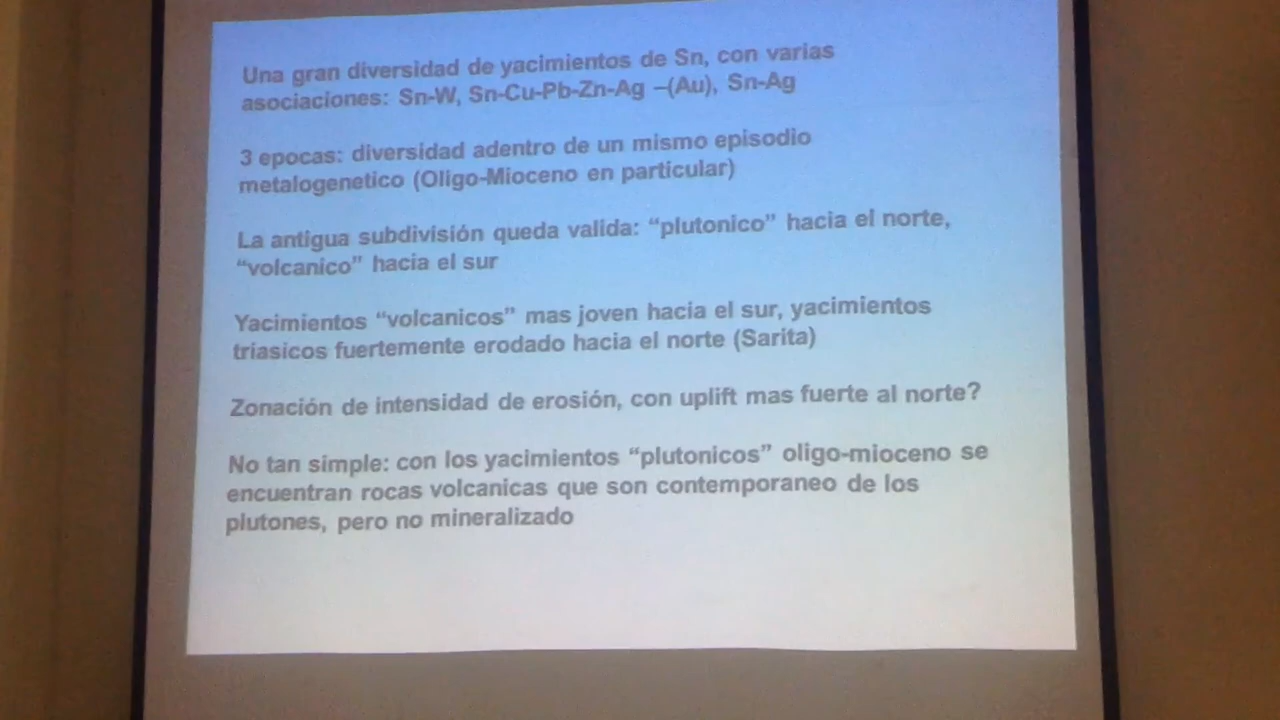 Una gran diversidad de yacimientos de Sn, con varias
asociaciones: Sn-W, Sn-Cu-Pb-Zn-Ag –(Au), Sn-Ag
3 epocas: diversidad adentro de un mismo episodio
metalogenetico (Oligo-Mioceno en particular)
La antigua subdivisión queda valida: “plutonico” hacia el norte,
“volcanico” hacia el sur
Yacimientos “volcanicos” mas joven hacia el sur, yacimientos
triasicos fuertemente erodado hacia el norte (Sarita)
Zonación de intensidad de erosión, con uplift mas fuerte al norte?
No tan simple: con los yacimientos “plutonicos” oligo-mioceno se
encuentran rocas volcanicas que son contemporaneo de los
plutones, pero no mineralizado